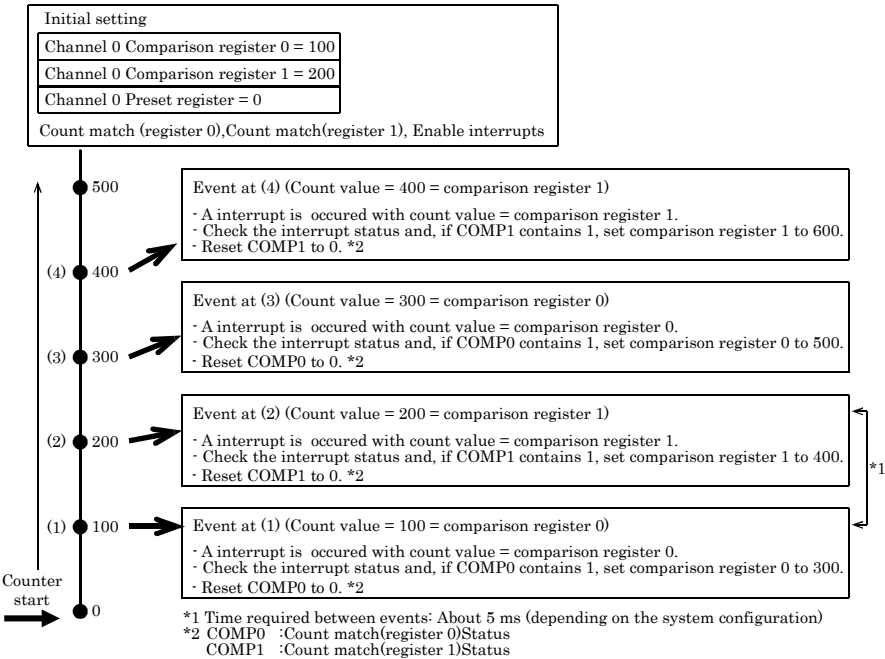 Initial setting
Channel 0 Comparison register 0 = 100
Channel 0 Comparison register 1 = 200
Channel 0 Preset register = 0
Count match (register 0),Count match(register 1), Enable interrupts
500
Event at (4) (Count value = 400 = comparison register 1)
- A interrupt is occured with count value = comparison register 1.
- Check the interrupt status and, if COMP1 contains 1, set comparison register 1 to 600.
- Reset COMP1 to 0. *2
(4) 400
Event at (3) (Count value = 300 = comparison register 0)
- A interrupt is occured with count value = comparison register 0.
- Check the interrupt status and, if COMP0 contains 1, set comparison register 0 to 500.
- Reset COMP0 to 0. *2
(3) 300
Event at (2) (Count value = 200 = comparison register 1)
- A interrupt is occured with count value = comparison register 1.
- Check the interrupt status and, if COMP1 contains 1, set comparison register 1 to 400.
- Reset COMP1 to 0. *2
(2) 200
*1
(1) 100
Event at (1) (Count value = 100 = comparison register 0)
- A interrupt is occured with count value = comparison register 0.
- Check the interrupt status and, if COMP0 contains 1, set comparison register 0 to 300.
- Reset COMP0 to 0. *2
Counter
start
0
*1 Time required between events: About 5 ms (depending on the system configuration)
*2 COMP0 :Count match(register 0)Status
COMP1 :Count match(register 1)Status